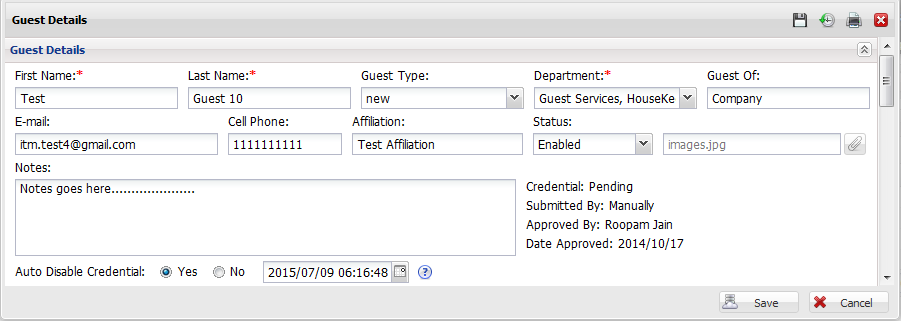 Guest Details
Guest Details
First Name:* Last Name:* Guest Type: Department:* Guest Of:
Test Guest 10 new Guest Services, HouseKe Company
E-mail: Cell Phone: Affiliation: Status:
itm.test4@gmail.com 1111111111 Test Affiliation Enabled images.jpg
Notes:
Notes goes here.....................
Credential: Pending
Submitted By: Manually
Approved By: Roopam Jain
Date Approved: 2014/10/17
Auto Disable Credential: Yes No 2015/07/09 06:16:48 ?
Save Cancel